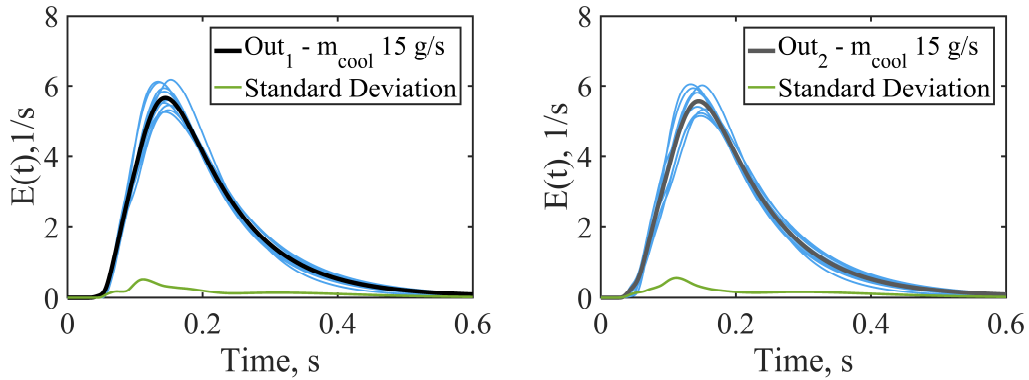 E(t),1/s
8
6
4
2
0
Out1 - mcool 15 g/s
Standard Deviation
0
0.2
0.4
0.6
Time, s
E(t), 1/s
8
6
4
2
0
Out2 - mcool 15 g/s
Standard Deviation
0
0.2
0.4
0.6
Time, s